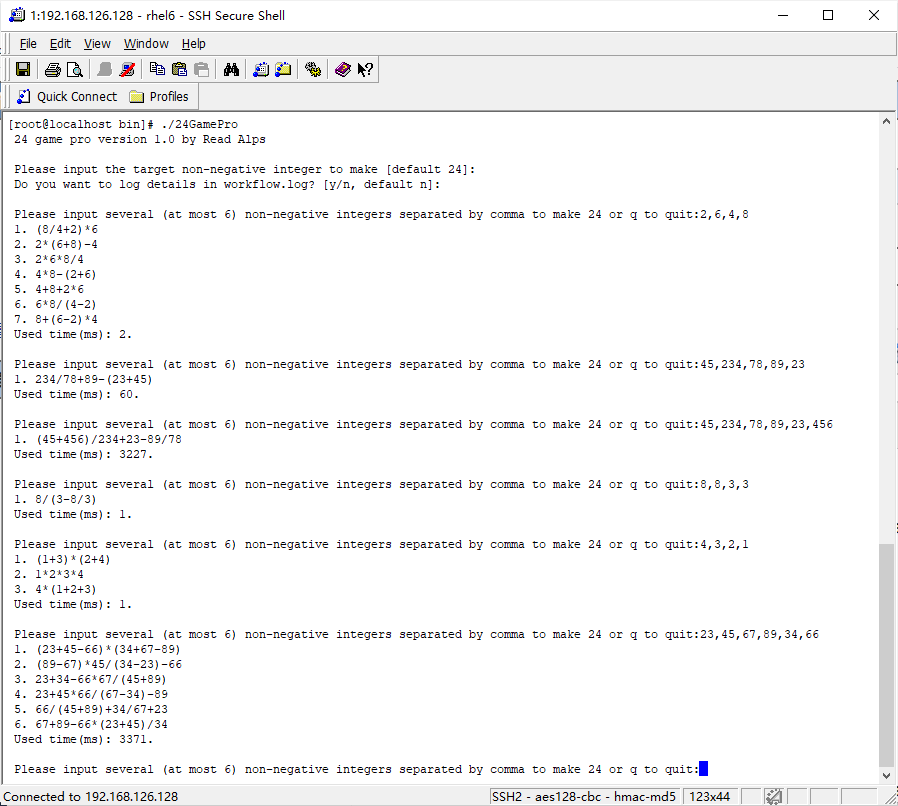 1:192.168.126.128 - rhel6 - SSH Secure Shell
File Edit View Window Help
Quick Connect Profiles
[root@localhost bin]# ./24GamePro
24 game pro version 1.0 by Read Alps
Please input the target non-negative integer to make [default 24]:
Do you want to log details in workflow.log? [y/n, default n]:
Please input several (at most 6) non-negative integers separated by comma to make 24 or q to quit:2,6,4,8
1. (8/4+2)*6
2. 2*(6+8)-4
3. 2*6*8/4
4. 4*8-(2+6)
5. 4+8+2*6
6. 6*8/(4-2)
7. 8+(6-2)*4
Used time(ms): 2.
Please input several (at most 6) non-negative integers separated by comma to make 24 or q to quit:45,234,78,89,23
1. 234/78+89-(23+45)
Used time(ms): 60.
Please input several (at most 6) non-negative integers separated by comma to make 24 or q to quit:45,234,78,89,23,456
1. (45+456)/234+23-89/78
Used time(ms): 3227.
Please input several (at most 6) non-negative integers separated by comma to make 24 or q to quit:8,8,3,3
1. 8/(3-8/3)
Used time(ms): 1.
Please input several (at most 6) non-negative integers separated by comma to make 24 or q to quit:4,3,2,1
1. (1+3)*(2+4)
2. 1*2*3*4
3. 4*(1+2+3)
Used time(ms): 1.
Please input several (at most 6) non-negative integers separated by comma to make 24 or q to quit:23,45,67,89,34,66
1. (23+45-66)*(34+67-89)
2. (89-67)*45/(34-23)-66
3. 23+34-66*67/(45+89)
4. 23+45*66/(67-34)-89
5. 66/(45+89)+34/67+23
6. 67+89-66*(23+45)/34
Used time(ms): 3371.
Please input several (at most 6) non-negative integers separated by comma to make 24 or q to quit:
Connected to 192.168.126.128 SSH2 - aes128-cbc - hmac-md5 123x44